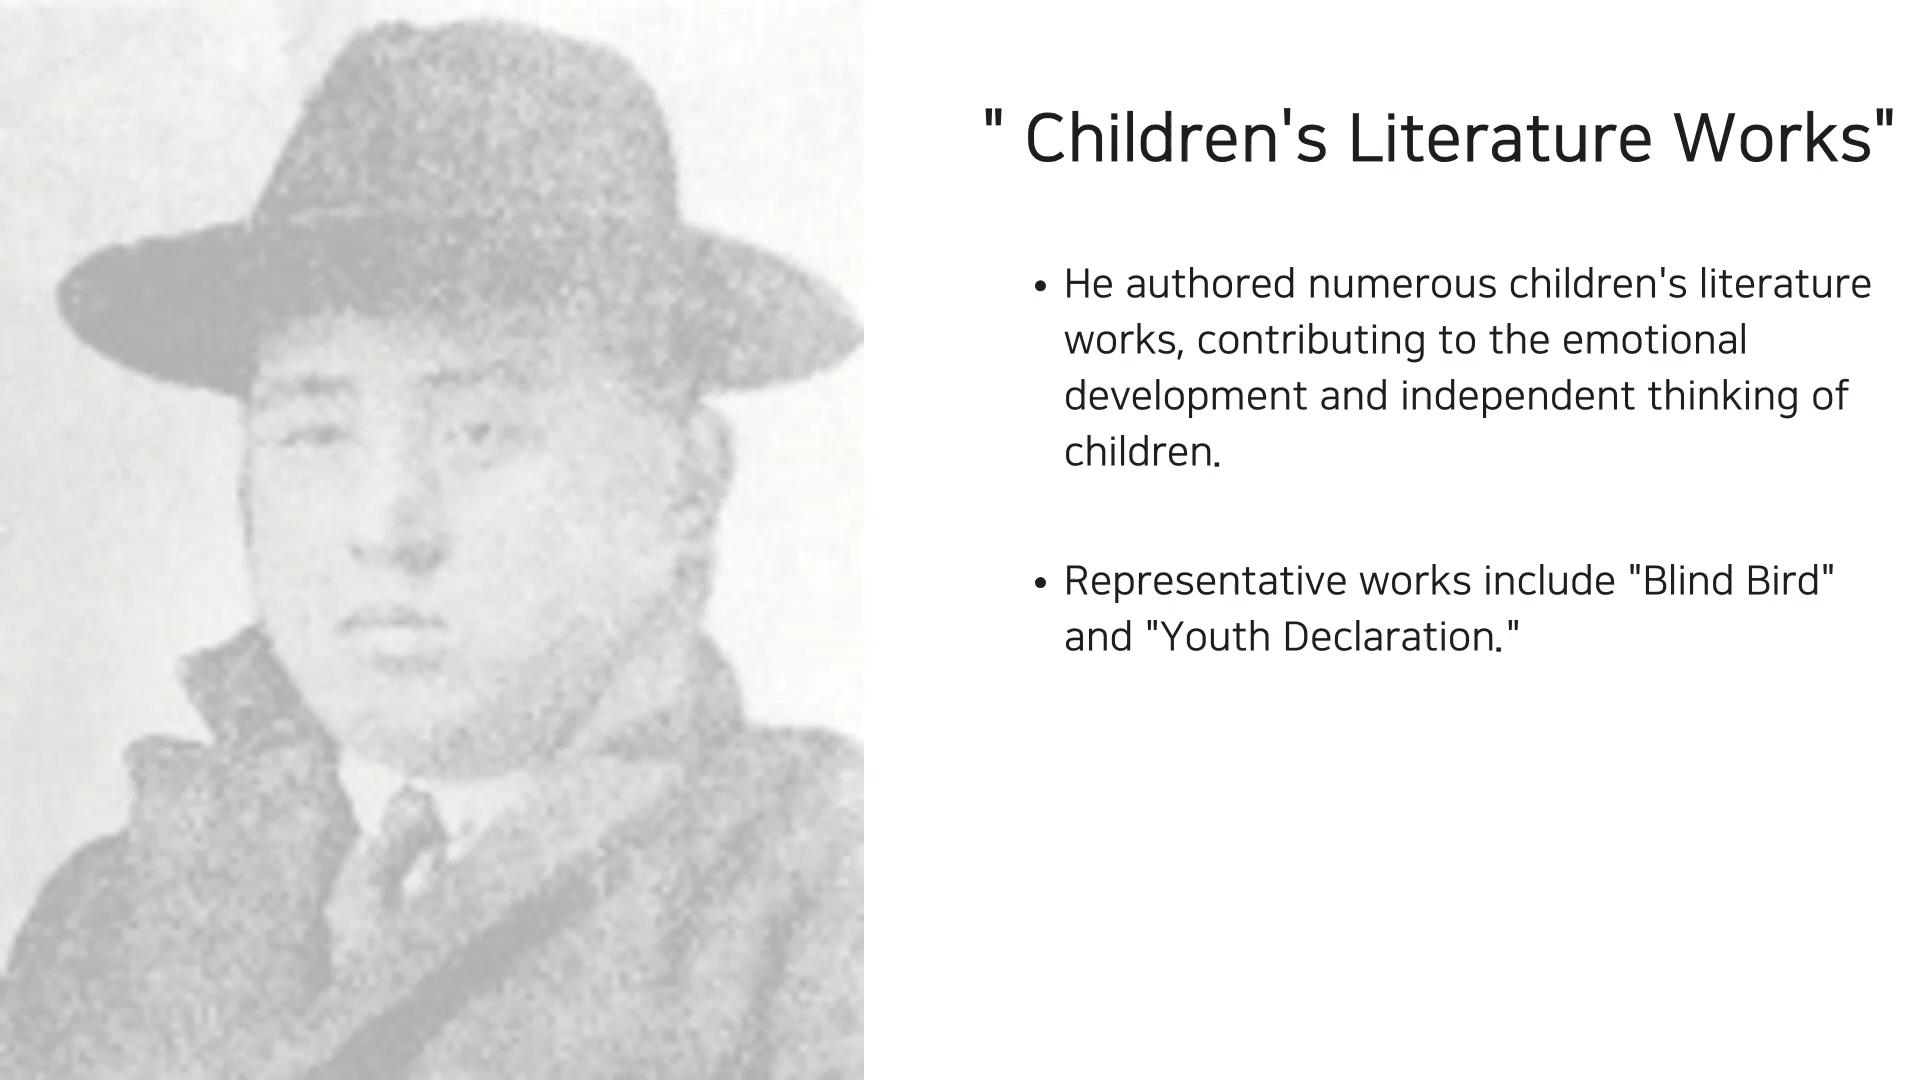 " Children's Literature Works"
• He authored numerous children's literature
works, contributing to the emotional
development and independent thinking of
children.
• Representative works include "Blind Bird"
and "Youth Declaration."